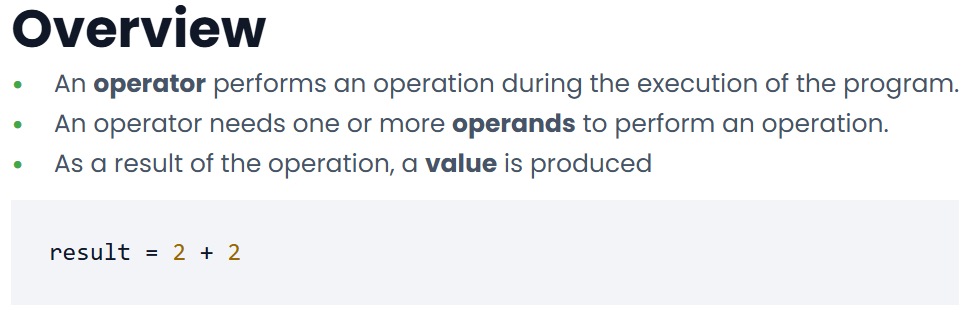 Overview
• An operator performs an operation during the execution of the program.
• An operator needs one or more operands to perform an operation.
• As a result of the operation, a value is produced
result = 2 + 2